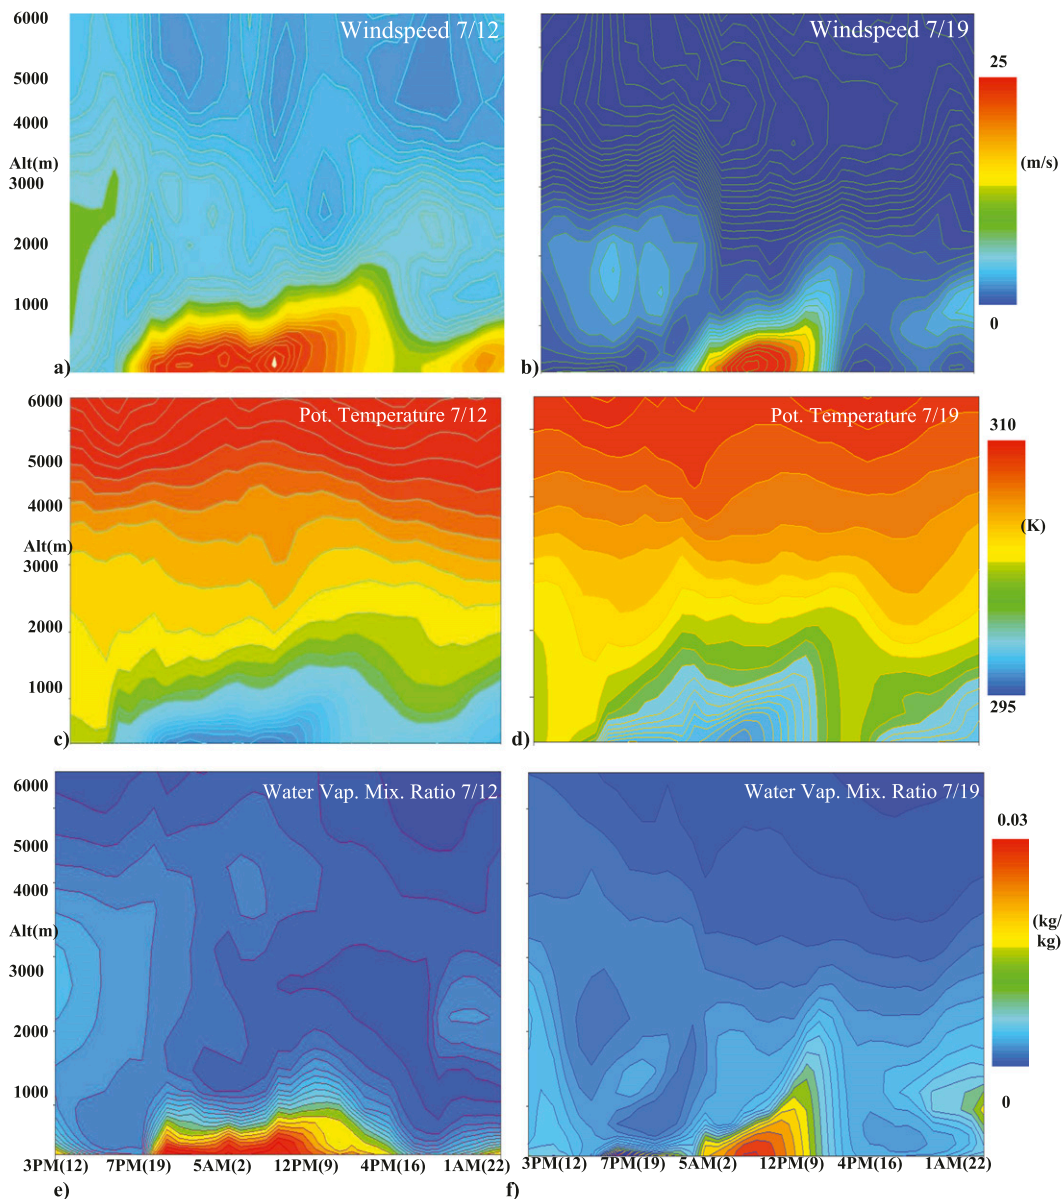 6000
Windspeed 7/12
Windspeed 7/19
5000
4000
Alt(m)
3000
2000
1000
a)
b)
25
(m/s)
0
6000
Pot. Temperature 7/12
Pot. Temperature 7/19
5000
4000
Alt(m)
3000
2000
1000
c)
d)
310
(K)
295
6000
Water Vap. Mix. Ratio 7/12
Water Vap. Mix. Ratio 7/19
5000
4000
Alt(m)
3000
2000
1000
0.03
(kg/
kg)
0
3PM(12) 7PM(19) 5AM(2) 12PM(9) 4PM(16) 1AM(22)
3PM(12) 7PM(19) 5AM(2) 12PM(9) 4PM(16) 1AM(22)
e)
f)